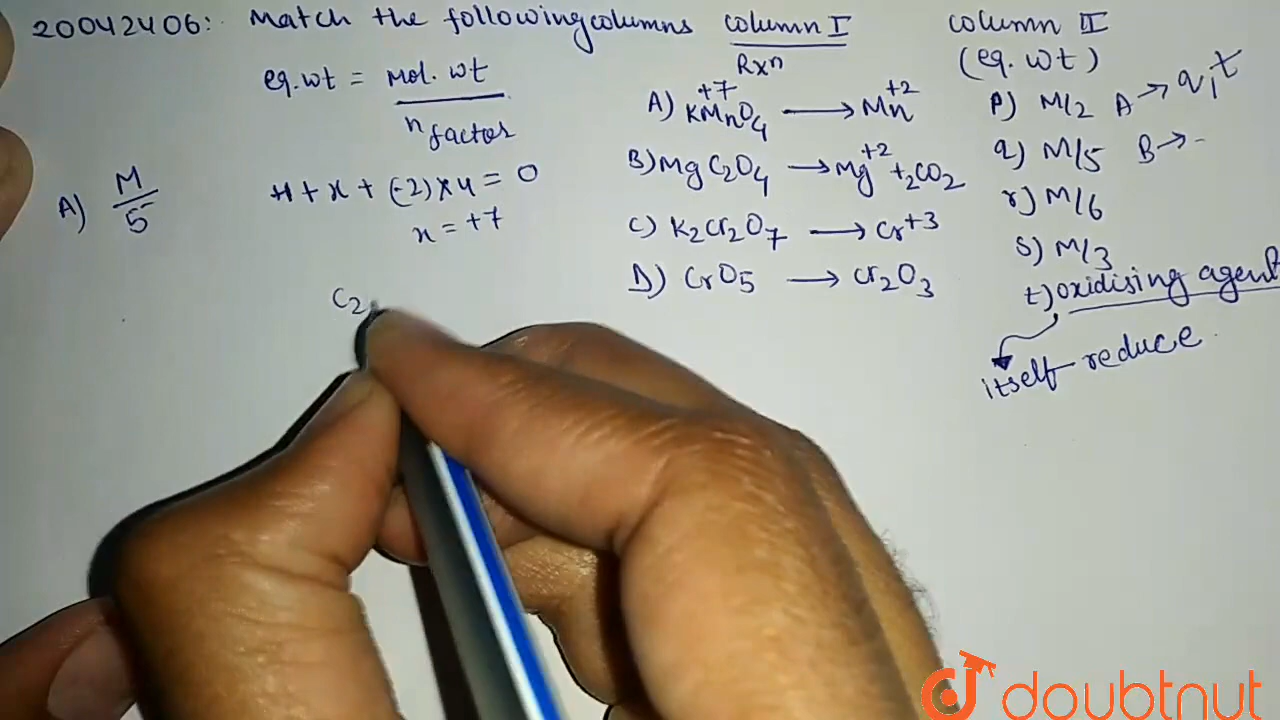 20042406: Match the following columns column I column II
Rxn (eq. wt)
eq. wt = Mol. wt / n factor
A) KMnO4 → Mn+2
+7
P) M/2
A → q, t
B) MgC2O4 → Mg+2 + 2CO2
q) M/5
B → -
C) K2Cr2O7 → Cr+3
r) M/6
D) CrO5 → Cr2O3
s) M/3
t) oxidising agent
itself reduce
A) M/5
+1 + x + (-2) × 4 = 0
x = +7
C2
doubtnut